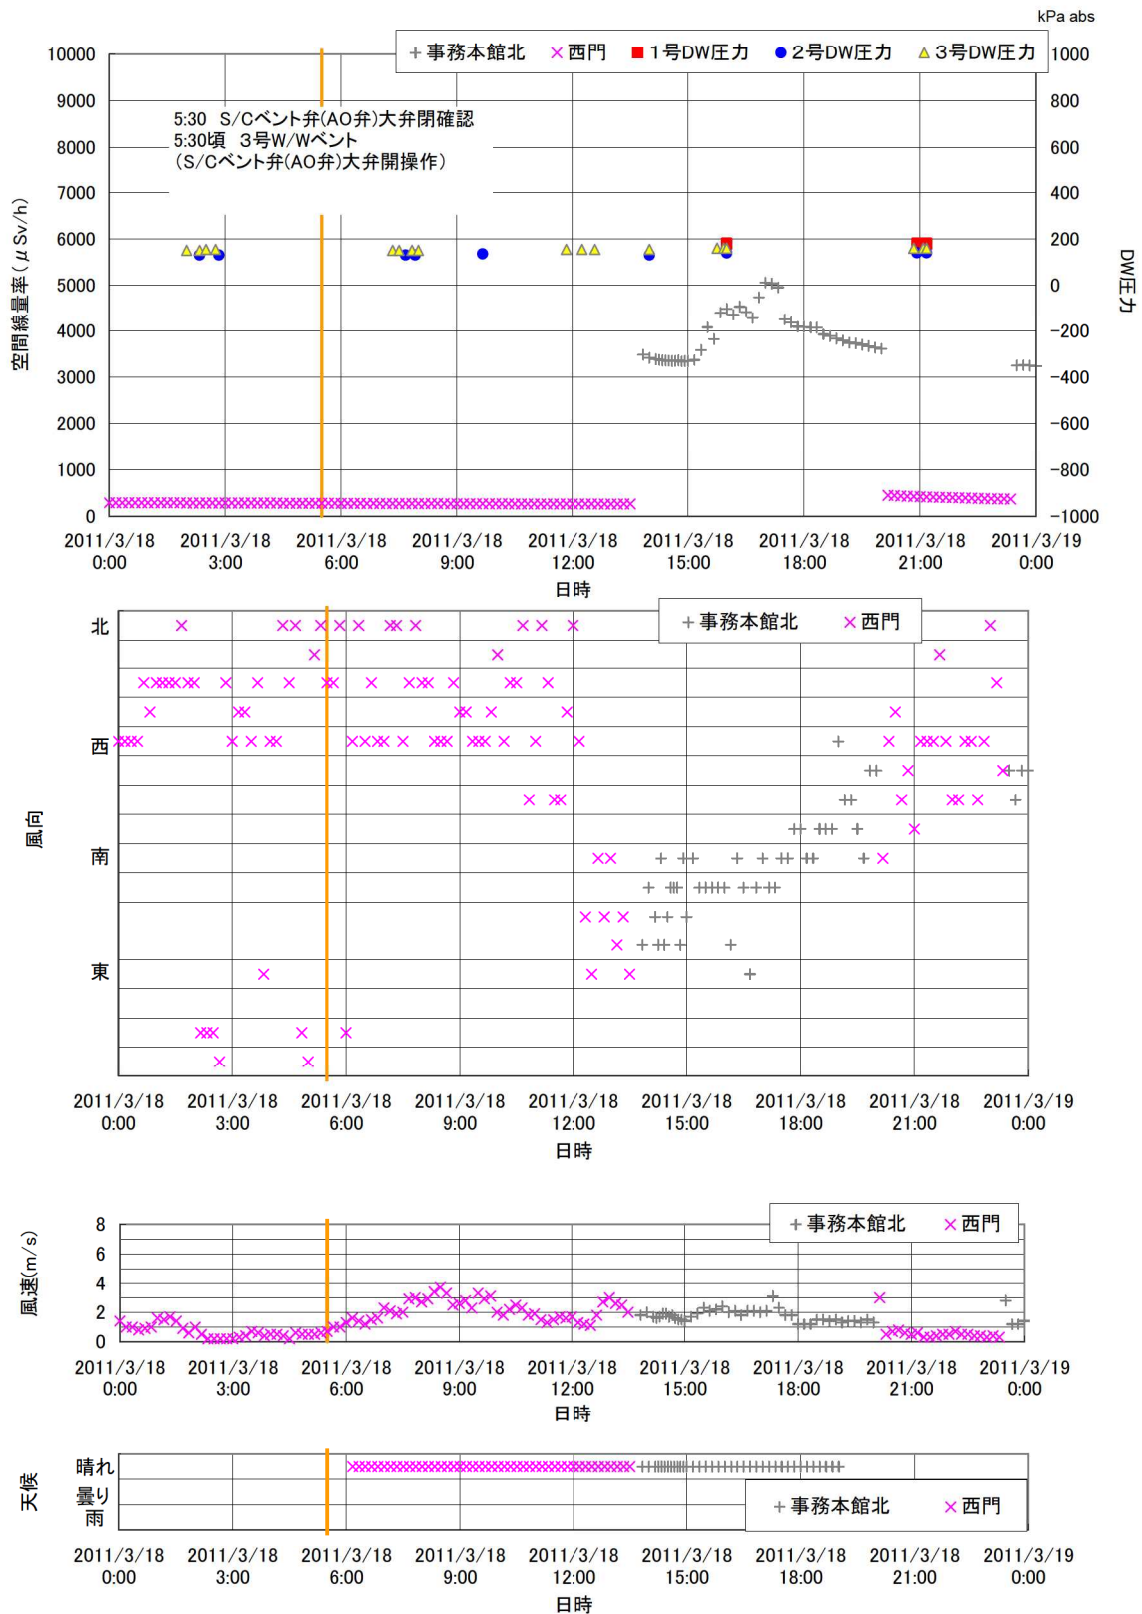 kPa abs
事務本館北 西門 1号DW圧力 2号DW圧力 3号DW圧力
10000 1000
9000 800
8000 600
7000 400
6000 200
5000 0
4000 -200
3000 -400
2000 -600
1000 -800
0 -1000
空間線量率(μSv/h)
DW圧力
5:30 S/Cベント弁(AO弁)大弁閉確認
5:30頃 3号W/Wベント
(S/Cベント弁(AO弁)大弁開操作)
2011/3/18 2011/3/18 2011/3/18 2011/3/18 2011/3/18 2011/3/18 2011/3/18 2011/3/18 2011/3/19
0:00 3:00 6:00 9:00 12:00 15:00 18:00 21:00 0:00
日時
事務本館北 西門
北
西
南
東
風向
2011/3/18 2011/3/18 2011/3/18 2011/3/18 2011/3/18 2011/3/18 2011/3/18 2011/3/18 2011/3/19
0:00 3:00 6:00 9:00 12:00 15:00 18:00 21:00 0:00
日時
事務本館北 西門
8
6
4
2
0
風速(m/s)
2011/3/18 2011/3/18 2011/3/18 2011/3/18 2011/3/18 2011/3/18 2011/3/18 2011/3/18 2011/3/19
0:00 3:00 6:00 9:00 12:00 15:00 18:00 21:00 0:00
日時
晴れ
曇り
雨
天候
事務本館北 西門
2011/3/18 2011/3/18 2011/3/18 2011/3/18 2011/3/18 2011/3/18 2011/3/18 2011/3/18 2011/3/19
0:00 3:00 6:00 9:00 12:00 15:00 18:00 21:00 0:00
日時